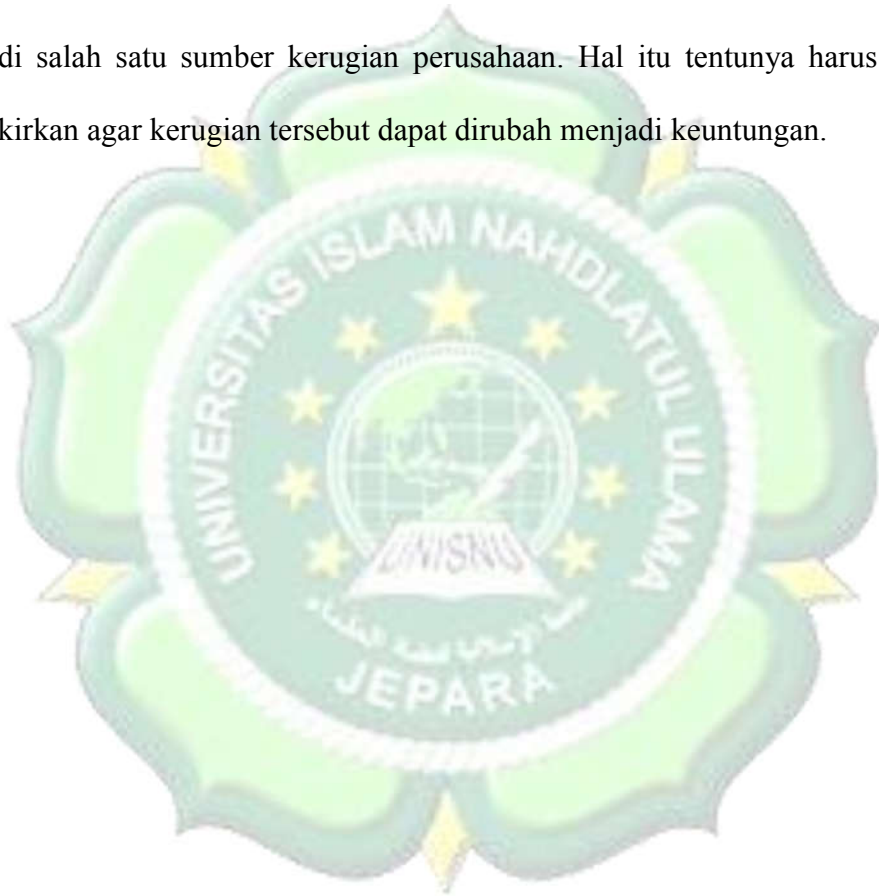 di salah satu sumber kerugian perusahaan. Hal itu tentunya harus
kirkan agar kerugian tersebut dapat dirubah menjadi keuntungan.
UNIVERSITAS ISLAM NAHDLATUL ULAMA
UNISNU
JEPARA